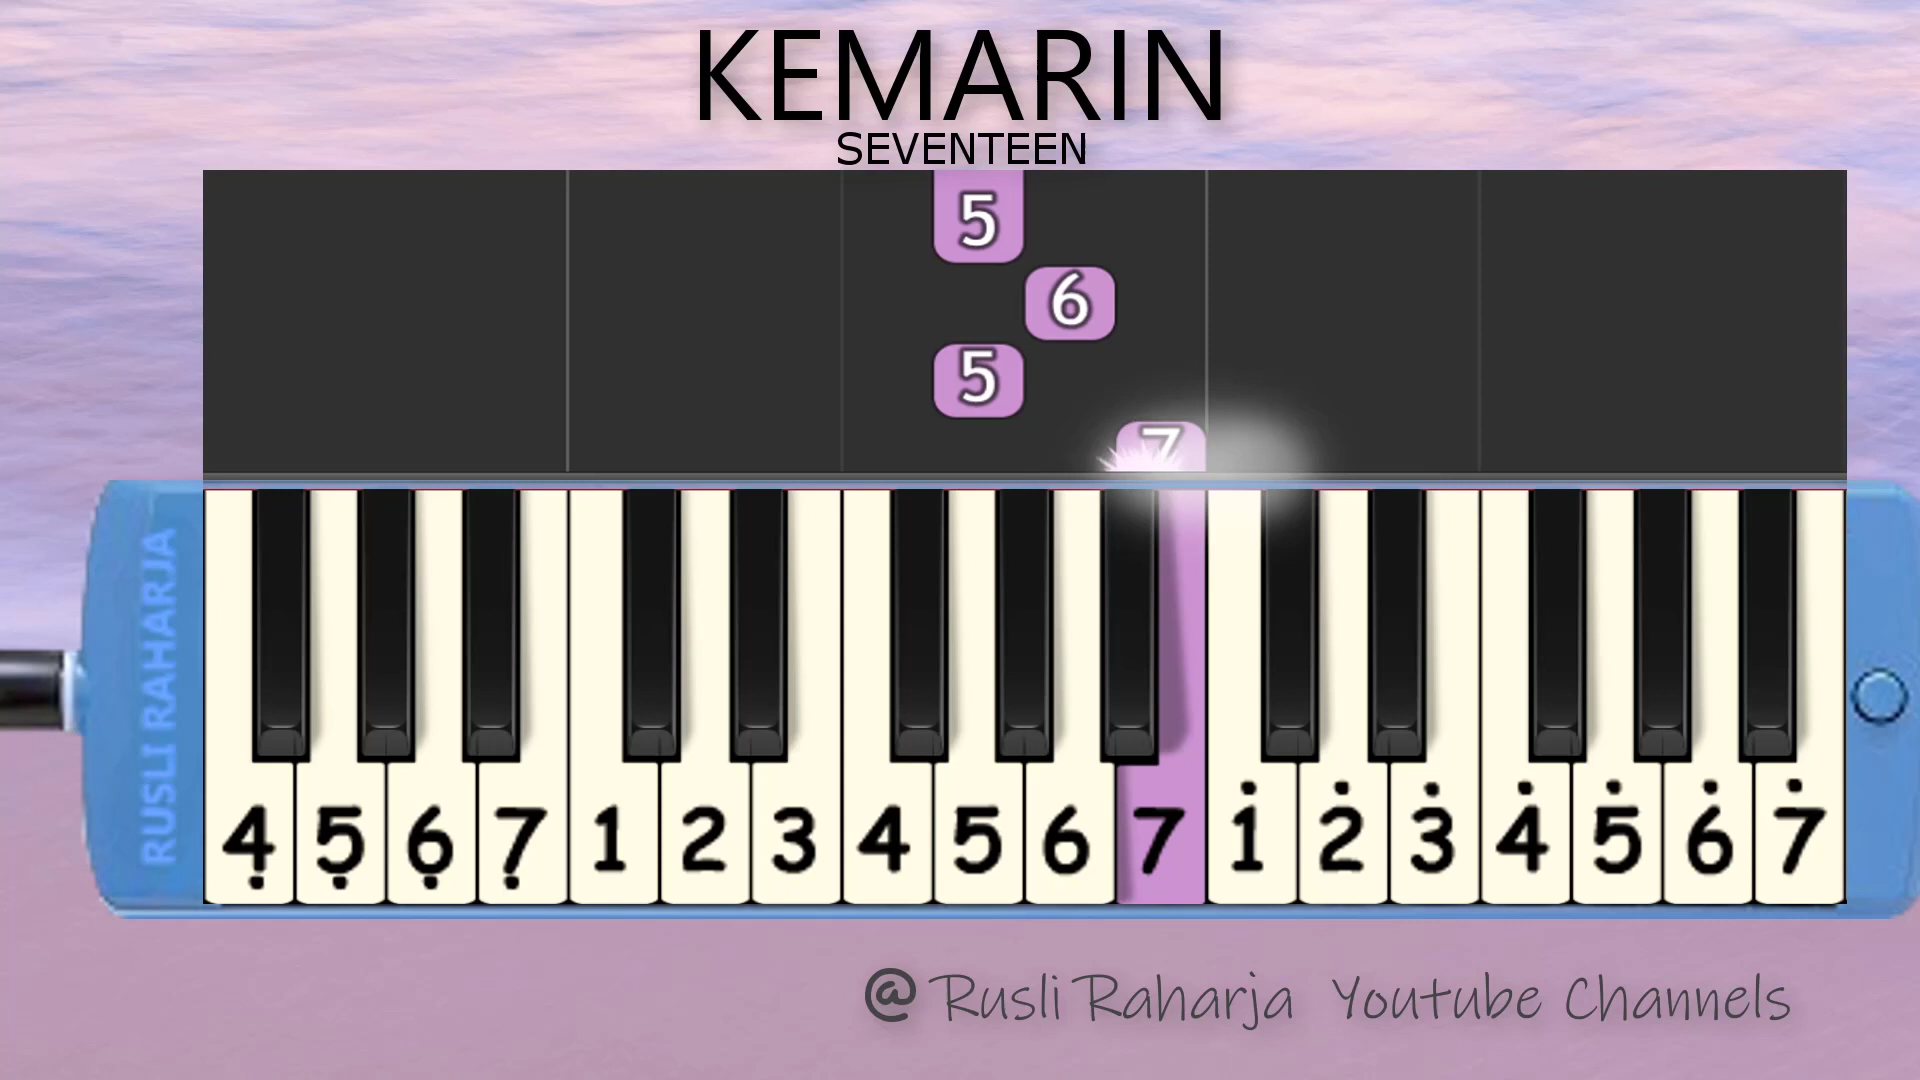 KEMARIN
SEVENTEEN
5
6
5
7
RUSLI RAHARJA
4̣ 5̣ 6̣ 7̣ 1 2 3 4 5 6 7 1̇ 2̇ 3̇ 4̇ 5̇ 6̇ 7̇
@ Rusli Raharja Youtube Channels